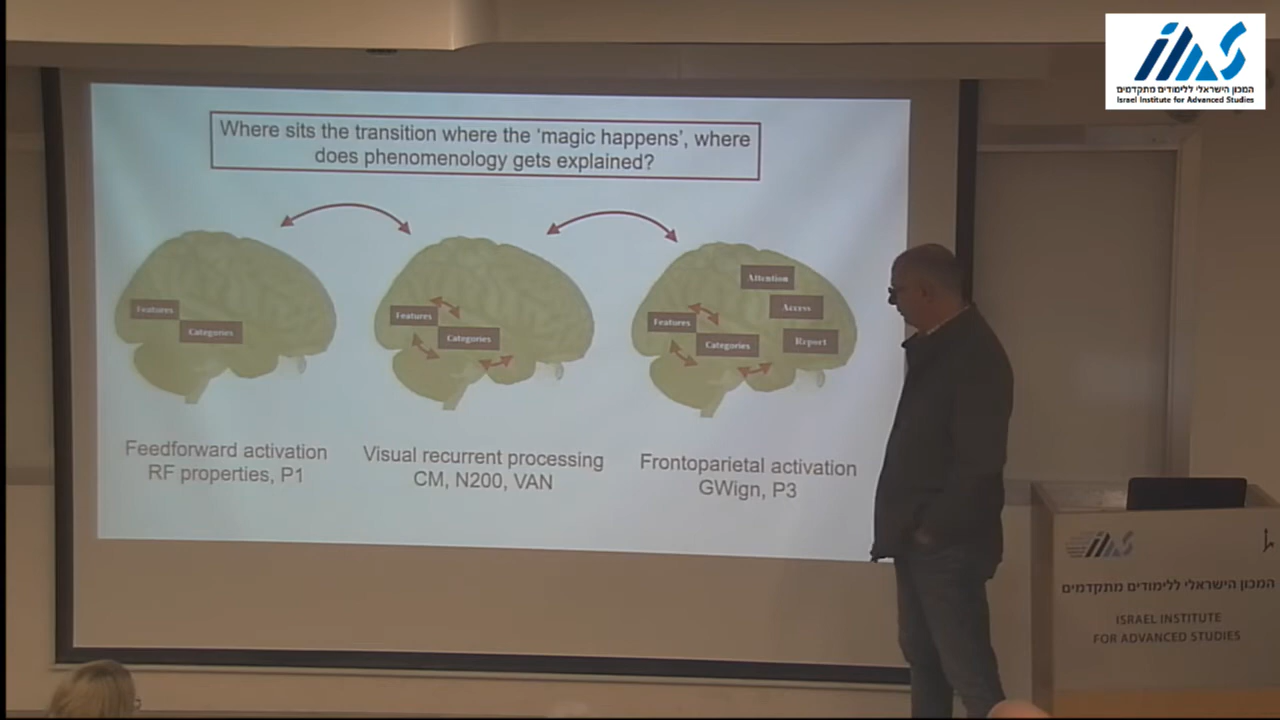 המכון הישראלי ללימודים מתקדמים
Israel Institute for Advanced Studies
Where sits the transition where the 'magic happens', where
does phenomenology gets explained?
Features
Categories
Features
Categories
Attention
Access
Features
Categories
Report
Feedforward activation
RF properties, P1
Visual recurrent processing
CM, N200, VAN
Frontoparietal activation
GWign, P3
המכון הישראלי ללימודים מתקדמים
ISRAEL INSTITUTE
FOR ADVANCED STUDIES